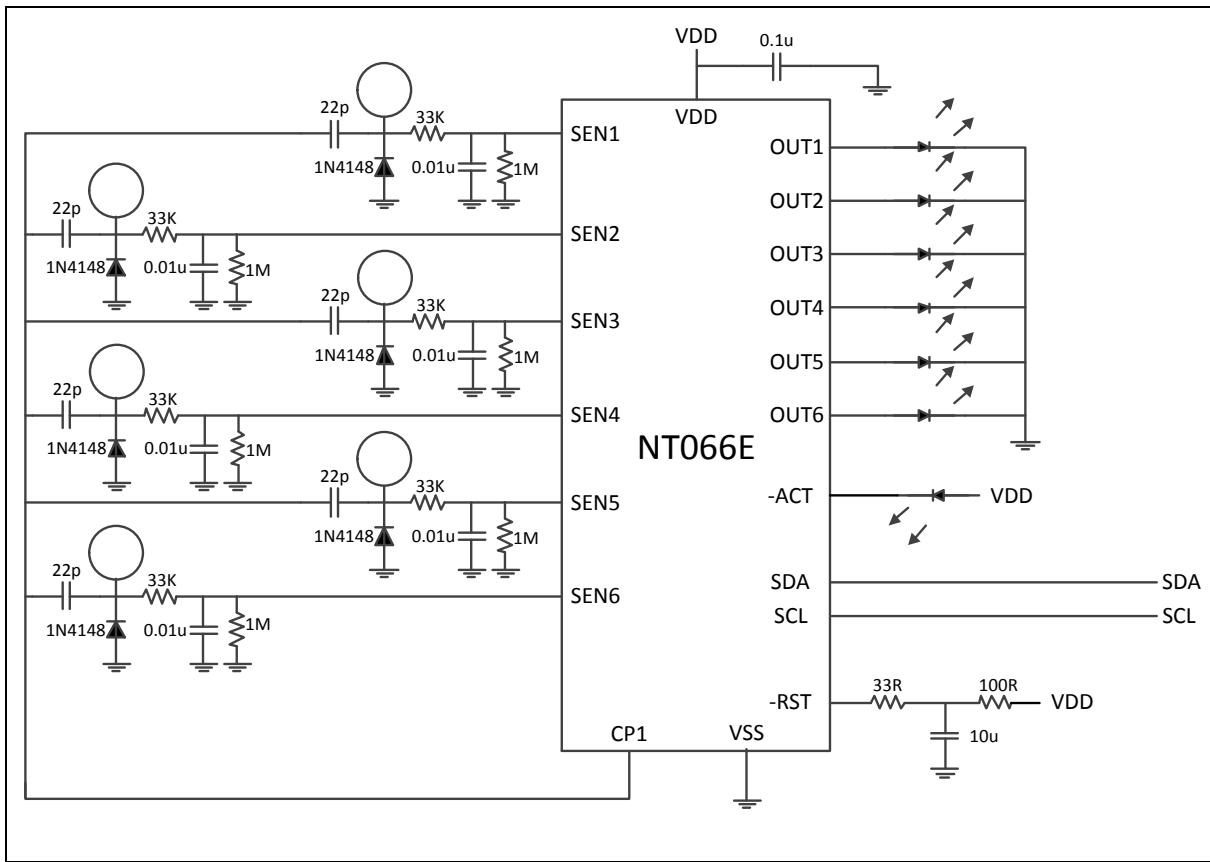 VDD
0.1u
VDD
22p
33K
SEN1
1N4148
0.01u
1M
OUT1
22p
33K
OUT2
SEN2
1N4148
0.01u
1M
OUT3
22p
33K
SEN3
OUT4
1N4148
0.01u
1M
OUT5
22p
33K
SEN4
OUT6
1N4148
0.01u
1M
NT066E
22p
33K
SEN5
-ACT
VDD
1N4148
0.01u
1M
22p
33K
SEN6
SDA
SDA
1N4148
0.01u
1M
SCL
SCL
33R
100R
-RST
VDD
10u
CP1
VSS